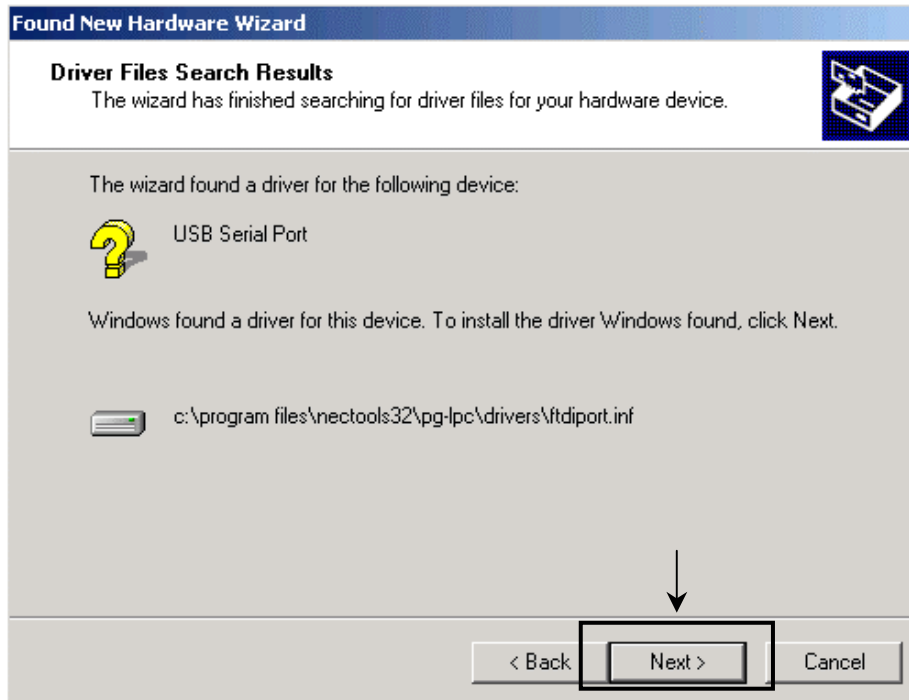 Found New Hardware Wizard
Driver Files Search Results
The wizard has finished searching for driver files for your hardware device.
The wizard found a driver for the following device:
USB Serial Port
Windows found a driver for this device. To install the driver Windows found, click Next.
c:\program files\nectools32\pg-lpc\drivers\ftdiport.inf
< Back Next > Cancel